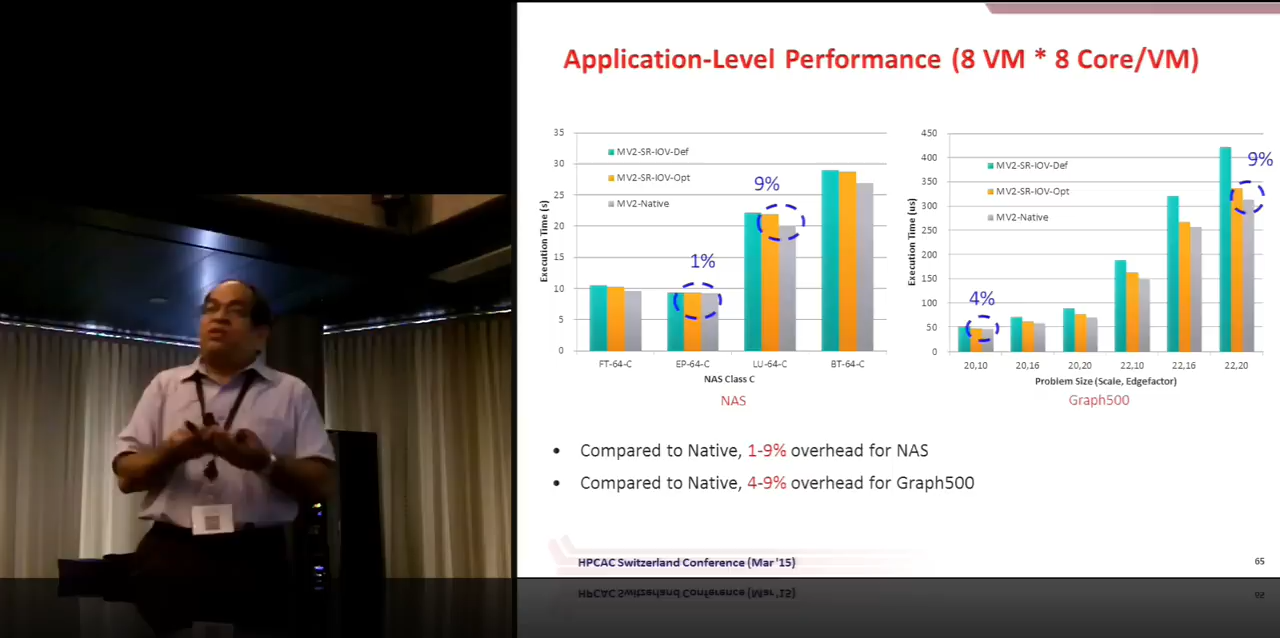 Application-Level Performance (8 VM * 8 Core/VM)
35
30
25
20
15
10
5
0
Execution Time (s)
MV2-SR-IOV-Def
MV2-SR-IOV-Opt
MV2-Native
1%
9%
FT-64-C EP-64-C LU-64-C BT-64-C
NAS Class C
NAS
450
400
350
300
250
200
150
100
50
0
Execution Time (us)
MV2-SR-IOV-Def
MV2-SR-IOV-Opt
MV2-Native
4%
9%
20,10 20,16 20,20 22,10 22,16 22,20
Problem Size (Scale, Edgefactor)
Graph500
• Compared to Native, 1-9% overhead for NAS
• Compared to Native, 4-9% overhead for Graph500
HPCAC Switzerland Conference (Mar '15)
65